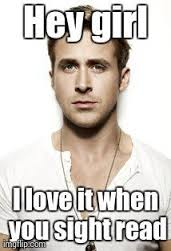 Hey girl
I love it when
you sight read
imgflip.com